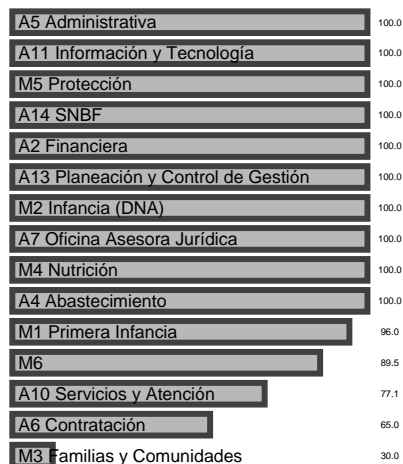 A5 Administrativa 100.0
A11 Información y Tecnología 100.0
M5 Protección 100.0
A14 SNBF 100.0
A2 Financiera 100.0
A13 Planeación y Control de Gestión 100.0
M2 Infancia (DNA) 100.0
A7 Oficina Asesora Jurídica 100.0
M4 Nutrición 100.0
A4 Abastecimiento 100.0
M1 Primera Infancia 96.0
M6 89.5
A10 Servicios y Atención 77.1
A6 Contratación 65.0
M3 Familias y Comunidades 30.0